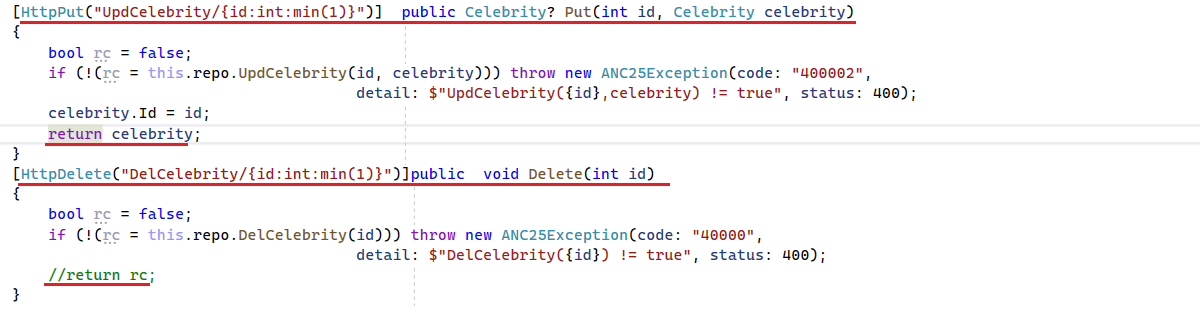 [HttpPut("UpdCelebrity/{id:int:min(1)}")]  public Celebrity? Put(int id, Celebrity celebrity)
{
    bool rc = false;
    if (!(rc = this.repo.UpdCelebrity(id, celebrity))) throw new ANC25Exception(code: "400002",
                                      detail: $"UpdCelebrity({id},celebrity) != true", status: 400);
    celebrity.Id = id;
    return celebrity;
}
[HttpDelete("DelCelebrity/{id:int:min(1)}")]public  void Delete(int id)
{
    bool rc = false;
    if (!(rc = this.repo.DelCelebrity(id))) throw new ANC25Exception(code: "40000",
                                      detail: $"DelCelebrity({id}) != true", status: 400);
    //return rc;
}